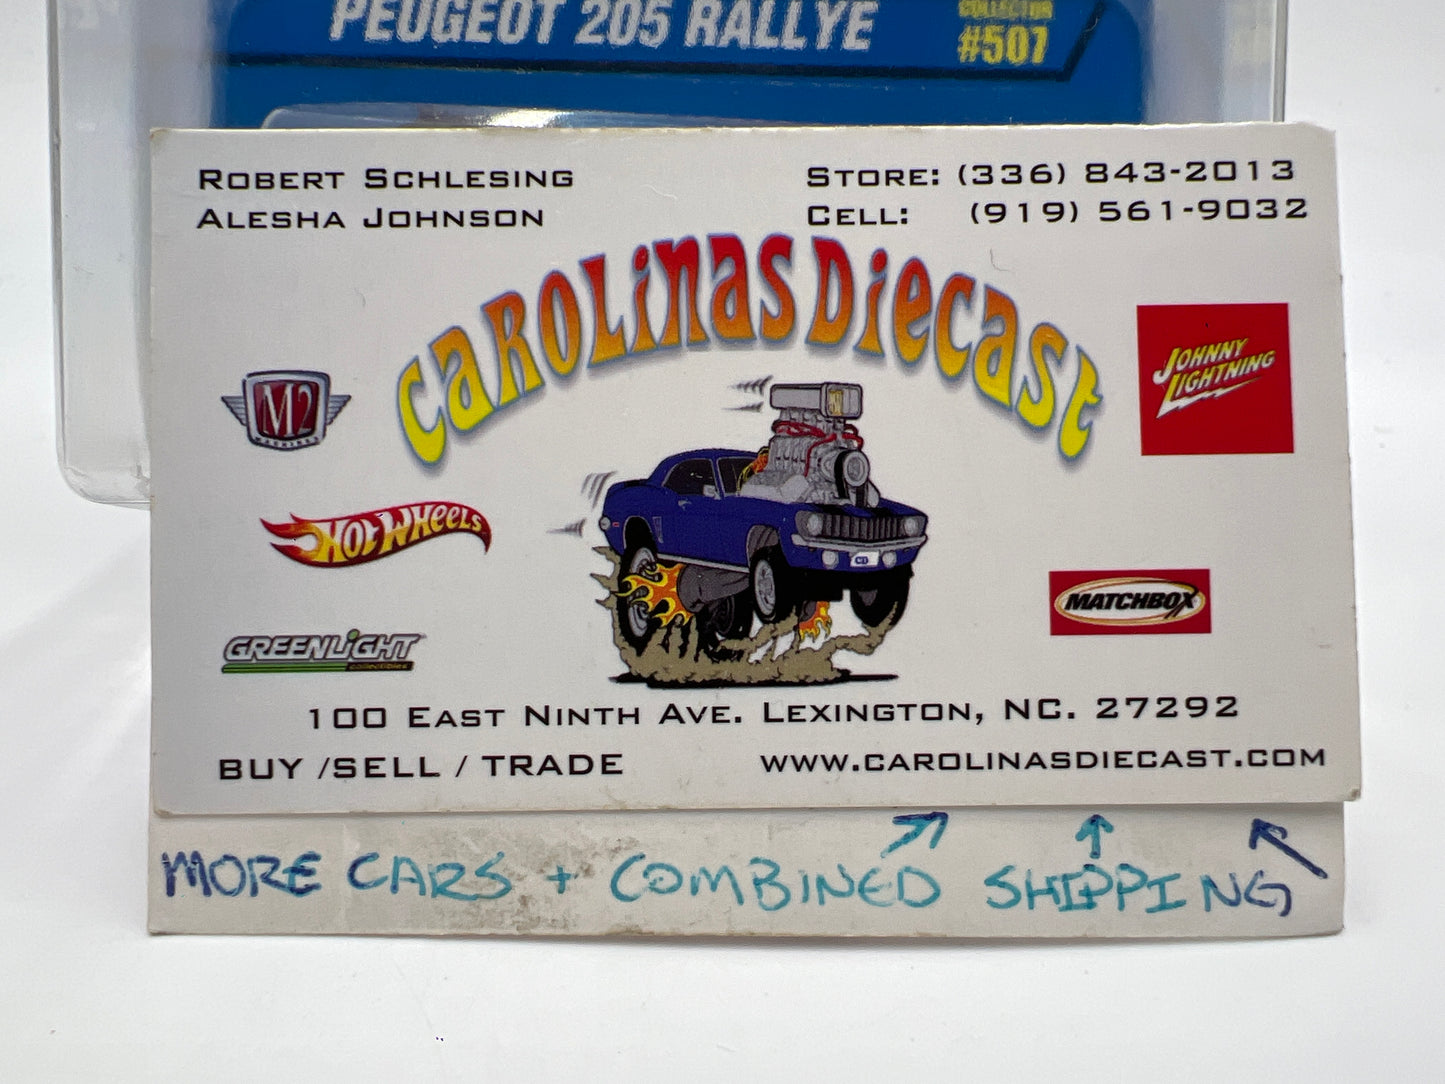 PEUGEOT 205 RALLYE
COLLECTOR
#507
ROBERT SCHLESING
ALESHA JOHNSON
STORE: (336) 843-2013
CELL: (919) 561-9032
CAROLINAS DIECAST
M2
MACHINES
JOHNNY
LIGHTNING
HOT WHEELS
MATCHBOX
GREENLIGHT
collectibles
100 EAST NINTH AVE. LEXINGTON, NC. 27292
BUY /SELL / TRADE
WWW.CAROLINASDIECAST.COM
MORE CARS + COMBINED SHIPPING